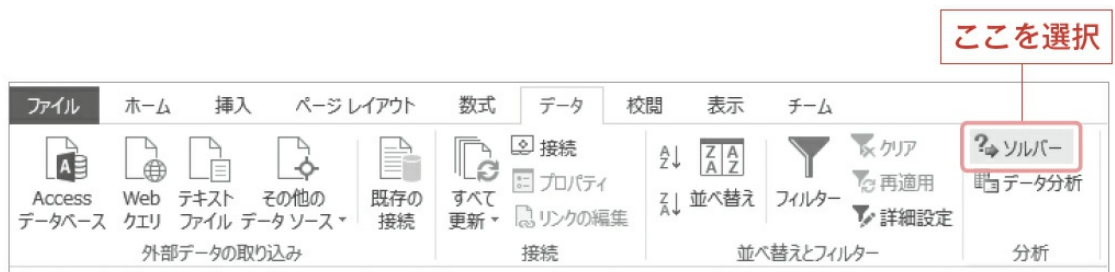 ここを選択
ファイル ホーム 挿入 ページ レイアウト 数式 データ 校閲 表示 チーム
Access
データベース
Web
クエリ
テキスト
ファイル
その他の
データ ソース
既存の
接続
外部データの取り込み
すべて
更新
接続
プロパティ
リンクの編集
接続
並べ替え
フィルター
クリア
再適用
詳細設定
並べ替えとフィルター
ソルバー
データ分析
分析